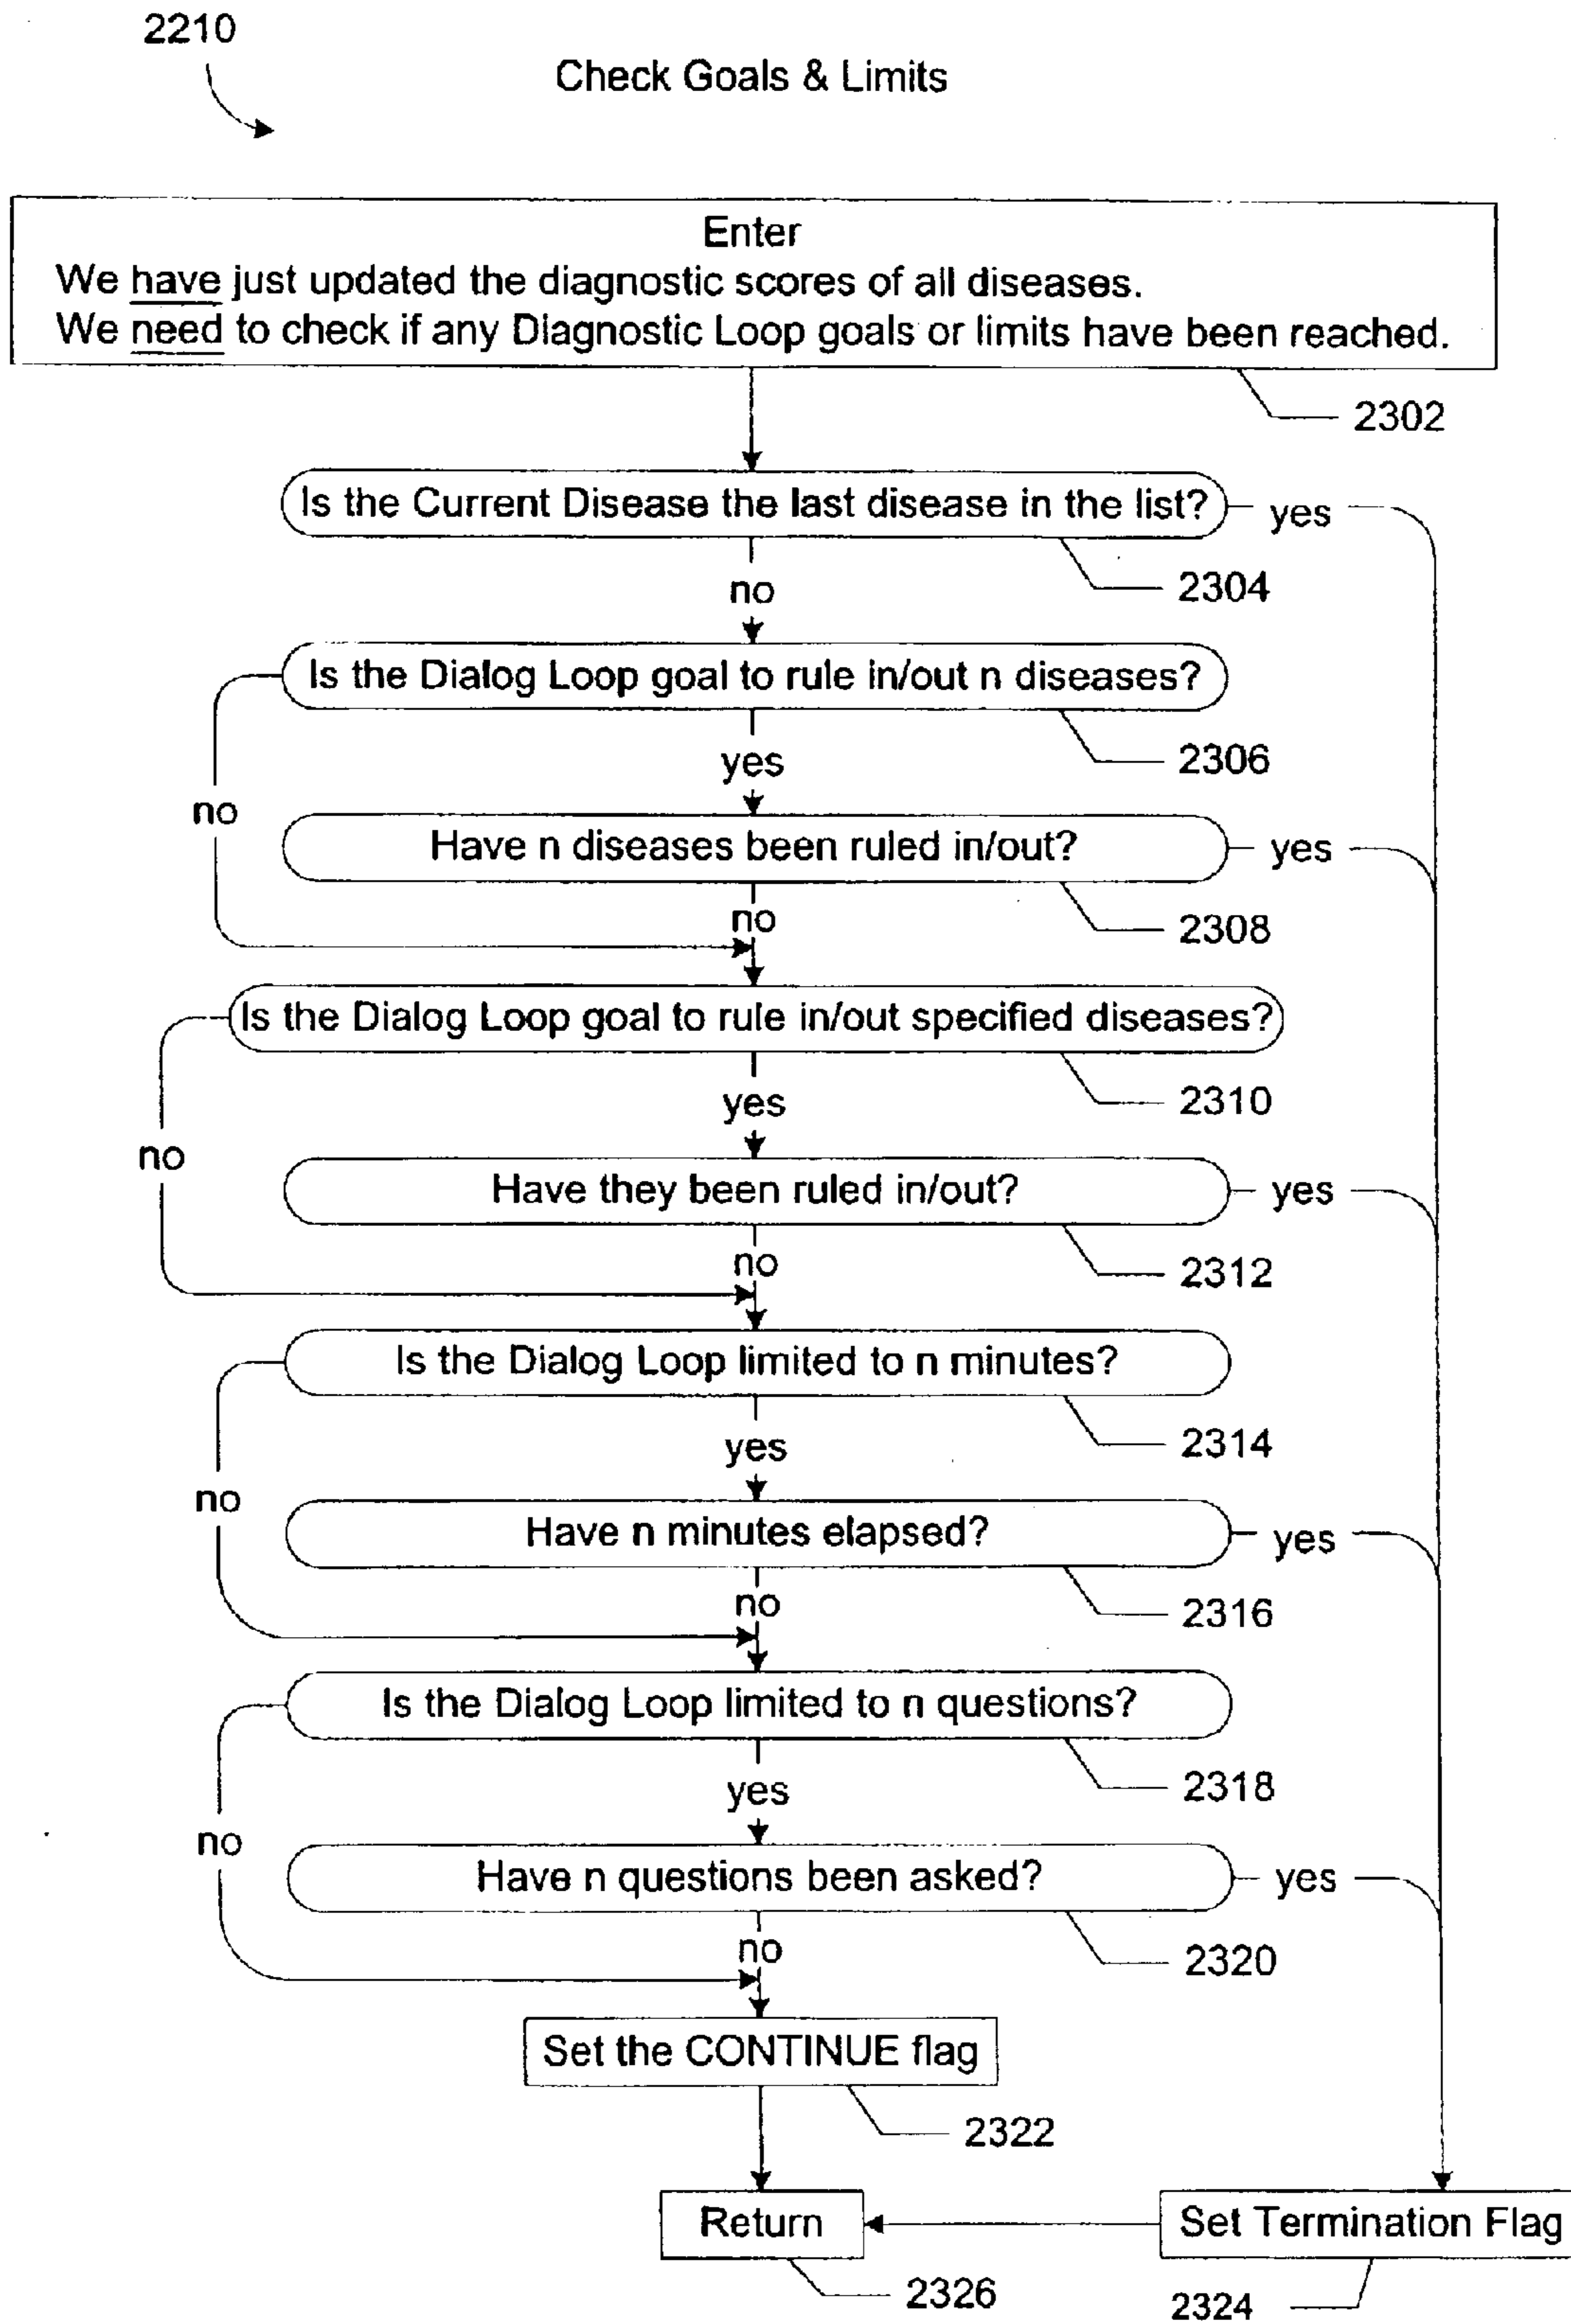 2210
Check Goals & Limits
Enter
We have just updated the diagnostic scores of all diseases.
We need to check if any Diagnostic Loop goals or limits have been reached.
2302
Is the Current Disease the last disease in the list?
yes
2304
no
Is the Dialog Loop goal to rule in/out n diseases?
2306
yes
no
Have n diseases been ruled in/out?
yes
2308
no
Is the Dialog Loop goal to rule in/out specified diseases?
2310
yes
no
Have they been ruled in/out?
yes
2312
no
Is the Dialog Loop limited to n minutes?
2314
yes
no
Have n minutes elapsed?
yes
2316
no
Is the Dialog Loop limited to n questions?
2318
yes
no
Have n questions been asked?
yes
2320
no
Set the CONTINUE flag
2322
Return
Set Termination Flag
2326
2324